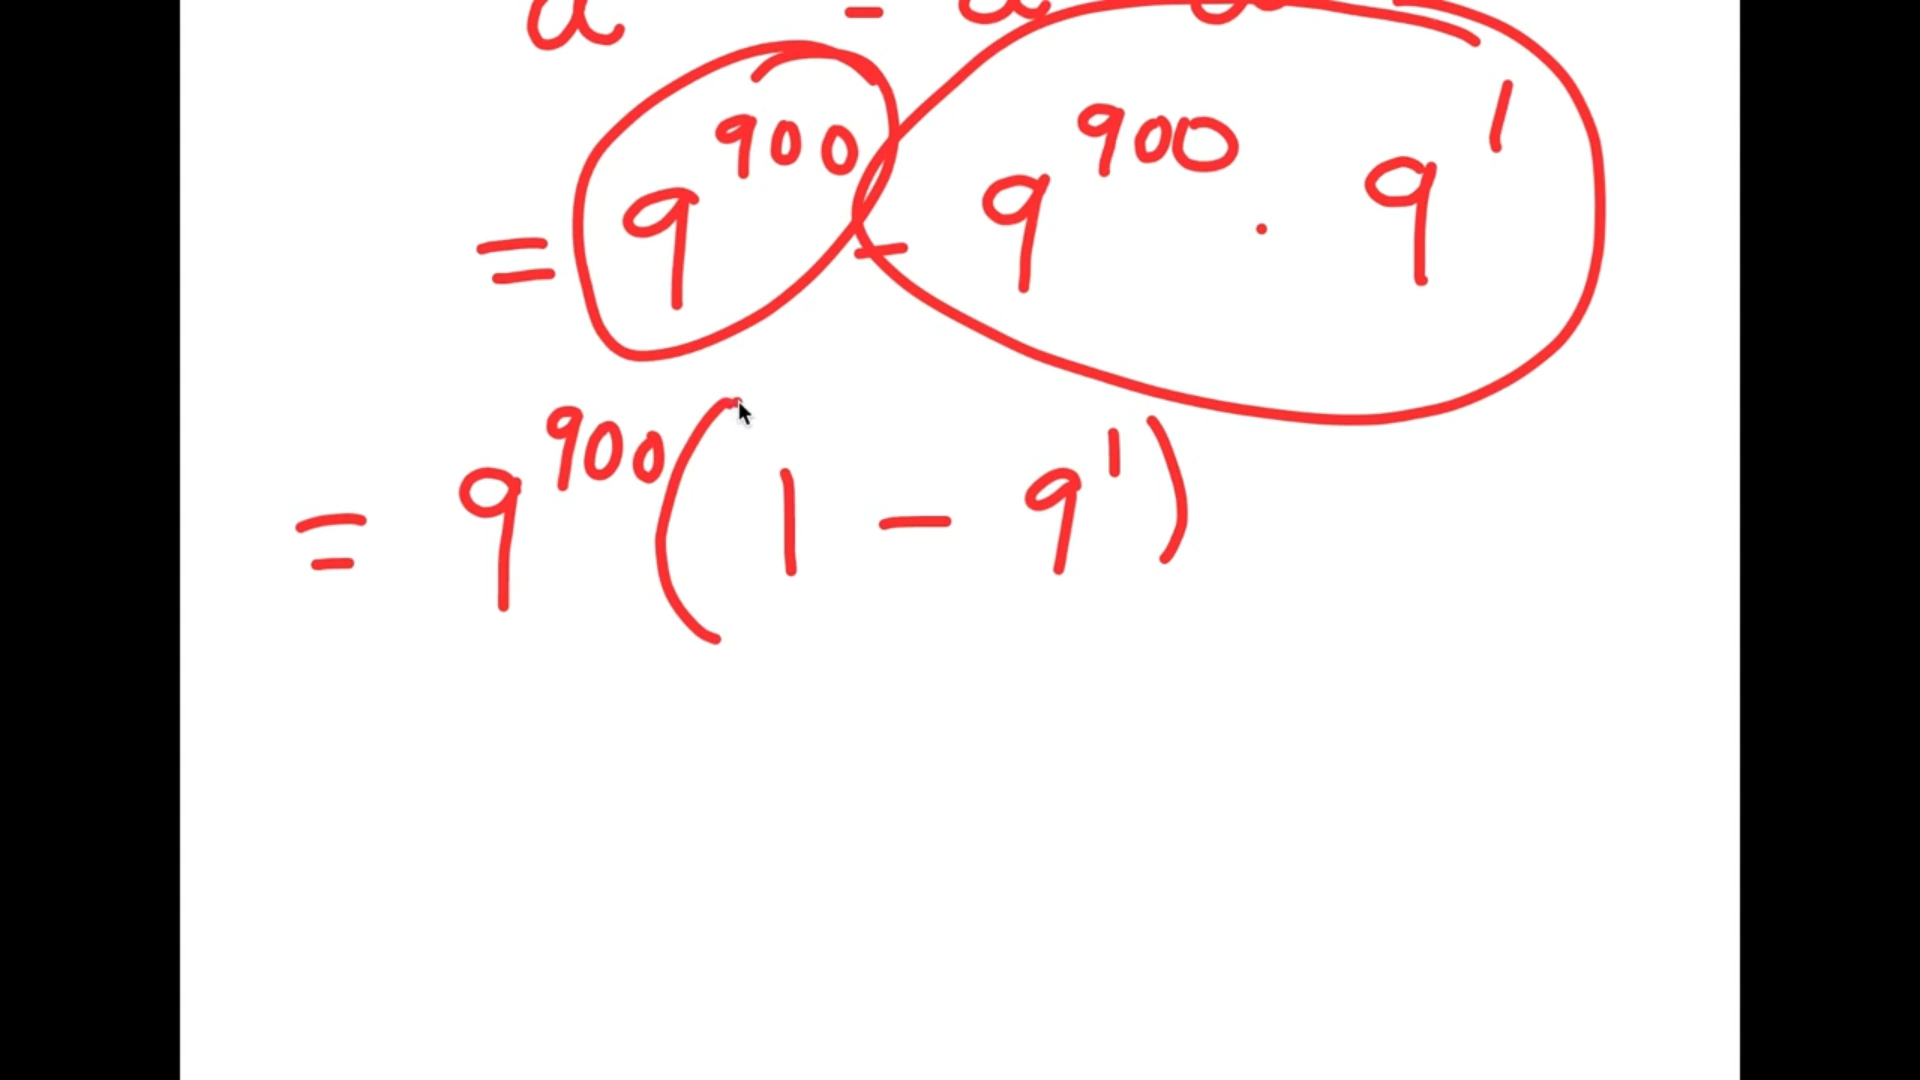 = 9^900 - 9^900 · 9^1
= 9^900 (1 - 9^1)